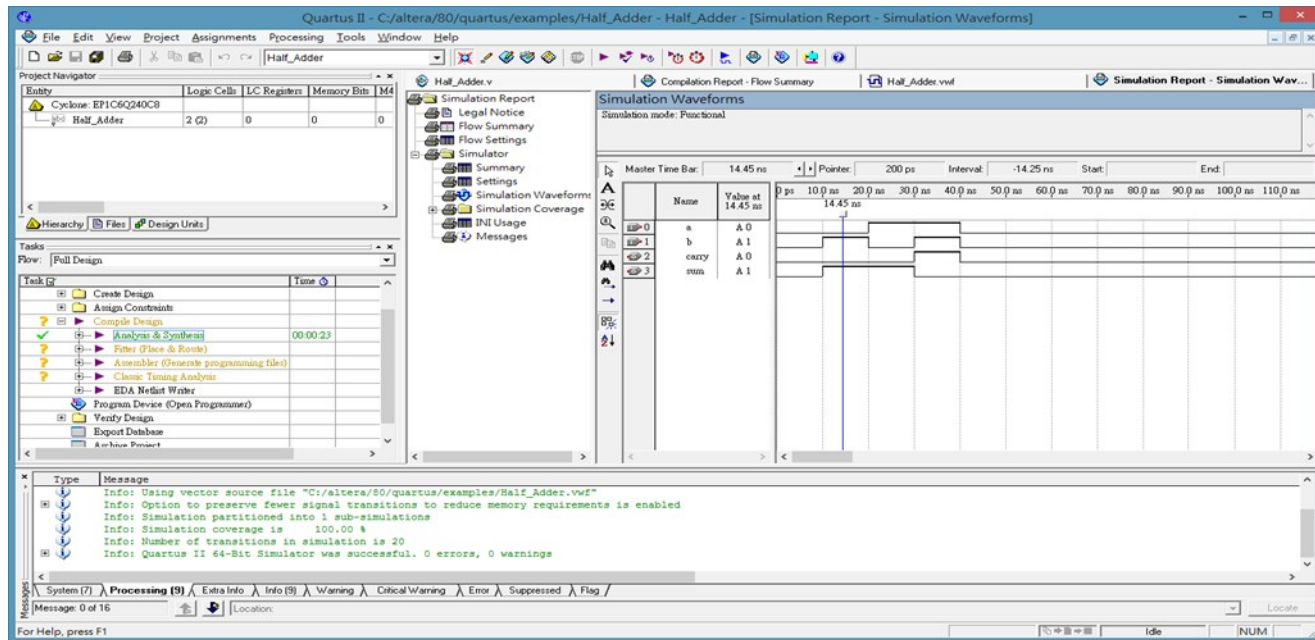 Quartus II - C:/altera/80/quartus/examples/Half_Adder - Half_Adder - [Simulation Report - Simulation Waveforms]
File Edit View Project Assignments Processing Tools Window Help
Half_Adder
Project Navigator
Entity Logic Cells LC Registers Memory Bits M4
Cyclone: EP1C6Q240C8
Half_Adder 2 (2) 0 0 0
Hierarchy Files Design Units
Tasks
Flow: Full Design
Task Time
Create Design
Assign Constraints
Compile Design
Analysis & Synthesis 00:00:23
Fitter (Place & Route)
Assembler (Generate programming files)
Classic Timing Analysis
EDA Netlist Writer
Program Device (Open Programmer)
Verify Design
Export Database
Archive Project
Half_Adder.v Compilation Report - Flow Summary Half_Adder.vwf Simulation Report - Simulation Wav...
Simulation Report
Legal Notice
Flow Summary
Flow Settings
Simulator
Summary
Settings
Simulation Waveforms
Simulation Coverage
INI Usage
Messages
Simulation Waveforms
Simulation mode: Functional
Master Time Bar: 14.45 ns Pointer: 200 ps Interval: -14.25 ns Start: End:
Name Value at 14.45 ns
0 ps 10.0 ns 20.0 ns 30.0 ns 40.0 ns 50.0 ns 60.0 ns 70.0 ns 80.0 ns 90.0 ns 100.0 ns 110.0 ns
14.45 ns
0 a A 0
1 b A 1
2 carry A 0
3 sum A 1
Type Message
Info: Using vector source file "C:/altera/80/quartus/examples/Half_Adder.vwf"
Info: Option to preserve fewer signal transitions to reduce memory requirements is enabled
Info: Simulation partitioned into 1 sub-simulations
Info: Simulation coverage is 100.00 %
Info: Number of transitions in simulation is 20
Info: Quartus II 64-Bit Simulator was successful. 0 errors, 0 warnings
System (7) Processing (9) Extra Info Info (9) Warning Critical Warning Error Suppressed Flag
Messages
Message: 0 of 16 Location: Locate
For Help, press F1 Idle NUM